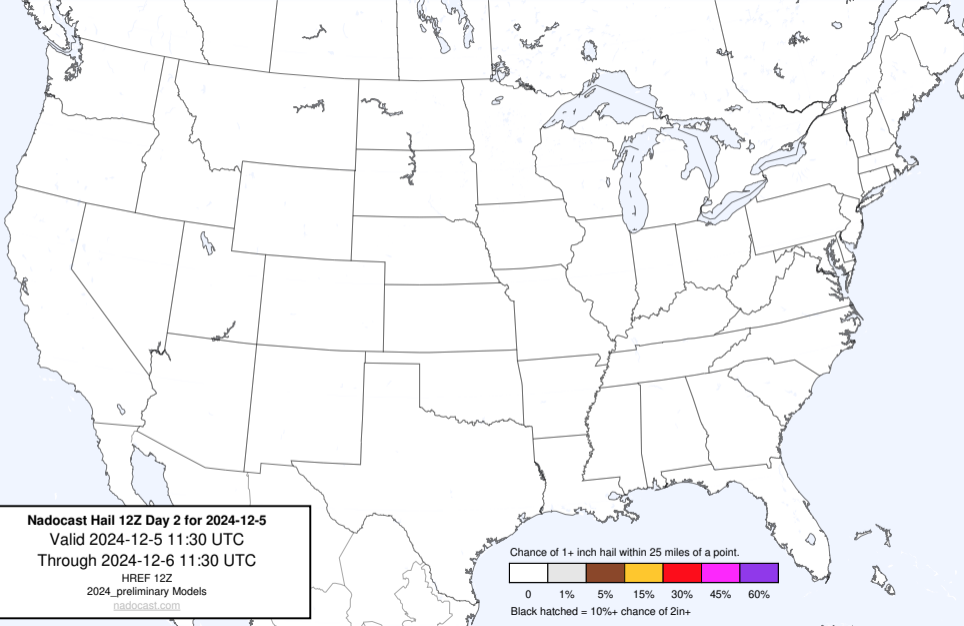 Nadocast Hail 12Z Day 2 for 2024-12-5
Valid 2024-12-5 11:30 UTC
Through 2024-12-6 11:30 UTC
HREF 12Z
2024_preliminary Models
nadocast.com
Chance of 1+ inch hail within 25 miles of a point.
0 1% 5% 15% 30% 45% 60%
Black hatched = 10%+ chance of 2in+